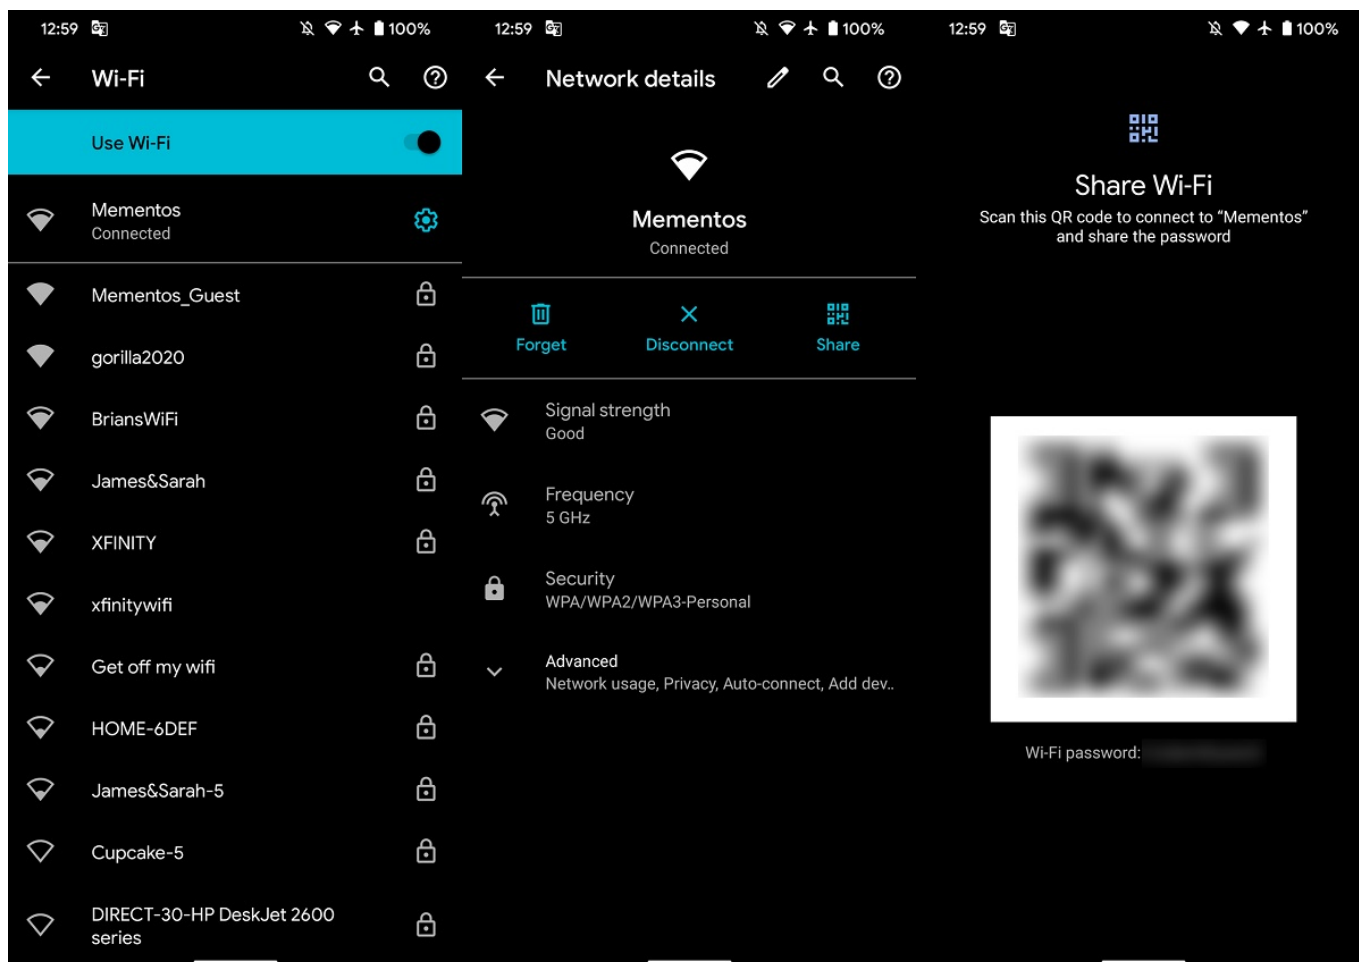 12:59
100%
Wi-Fi
Use Wi-Fi
Mementos
Connected
Mementos_Guest
gorilla2020
BriansWiFi
James&Sarah
XFINITY
xfinitywifi
Get off my wifi
HOME-6DEF
James&Sarah-5
Cupcake-5
DIRECT-30-HP DeskJet 2600
series
12:59
100%
Network details
Mementos
Connected
Forget
Disconnect
Share
Signal strength
Good
Frequency
5 GHz
Security
WPA/WPA2/WPA3-Personal
Advanced
Network usage, Privacy, Auto-connect, Add dev..
12:59
100%
Share Wi-Fi
Scan this QR code to connect to “Mementos”
and share the password
Wi-Fi password: